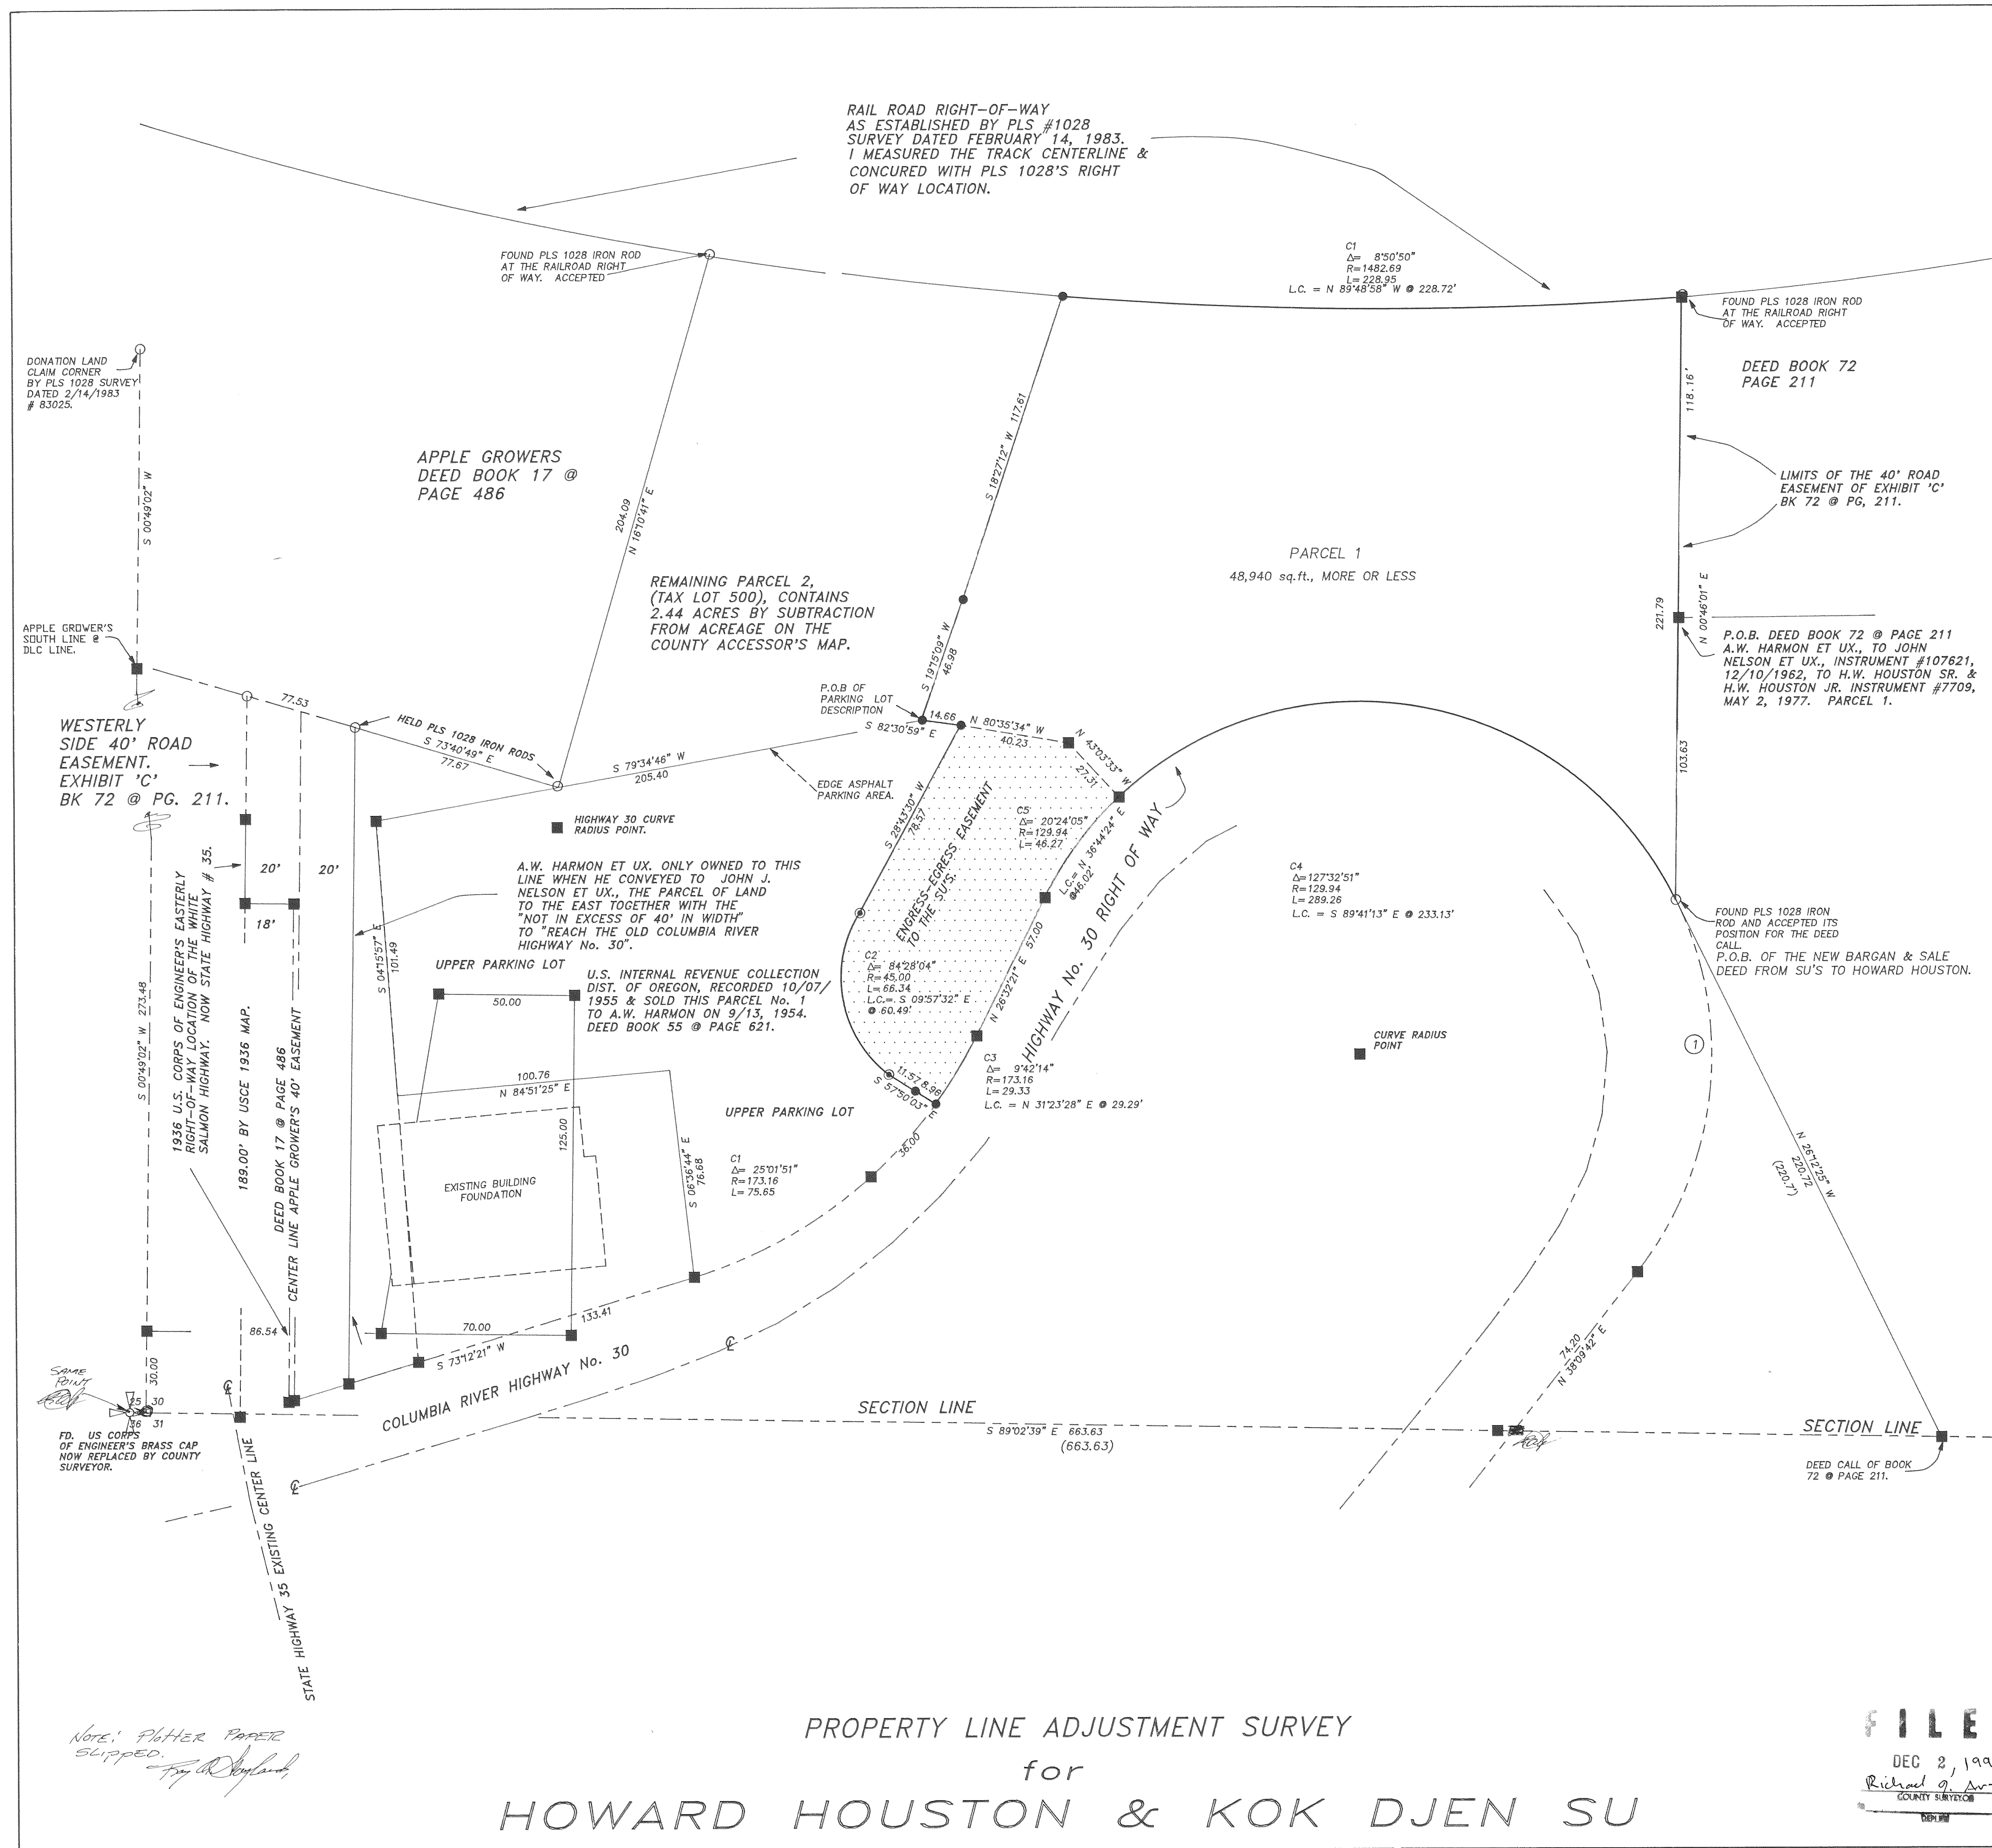 RAIL ROAD RIGHT-OF-WAY
AS ESTABLISHED BY PLS #1028
SURVEY DATED FEBRUARY 14, 1983.
I MEASURED THE TRACK CENTERLINE &
CONCURED WITH PLS 1028'S RIGHT
OF WAY LOCATION.
FOUND PLS 1028 IRON ROD
AT THE RAILROAD RIGHT
OF WAY. ACCEPTED
C1
Δ= 8°50'50"
R=1482.69
L=228.95
L.C. = N 89°48'58" W @ 228.72'
FOUND PLS 1028 IRON ROD
AT THE RAILROAD RIGHT
OF WAY. ACCEPTED
DONATION LAND
CLAIM CORNER
BY PLS 1028 SURVEY
DATED 2/14/1983
# 83025.
DEED BOOK 72
PAGE 211
118.16'
S 00°49'02" W
APPLE GROWERS
DEED BOOK 17 @
PAGE 486
204.09
N 16°10'41" E
S 18°27'12" W 117.61
LIMITS OF THE 40' ROAD
EASEMENT OF EXHIBIT 'C'
BK 72 @ PG, 211.
PARCEL 1
48,940 sq.ft., MORE OR LESS
REMAINING PARCEL 2,
(TAX LOT 500), CONTAINS
2.44 ACRES BY SUBTRACTION
FROM ACREAGE ON THE
COUNTY ACCESSOR'S MAP.
221.79
N 00°46'01" E
APPLE GROWER'S
SOUTH LINE @
DLC LINE.
S 19°15'09" W
46.98
P.O.B. DEED BOOK 72 @ PAGE 211
A.W. HARMON ET UX., TO JOHN
NELSON ET UX., INSTRUMENT #107621,
12/10/1962, TO H.W. HOUSTON SR. &
H.W. HOUSTON JR. INSTRUMENT #7709,
MAY 2, 1977. PARCEL 1.
P.O.B OF
PARKING LOT
DESCRIPTION
77.53
HELD PLS 1028 IRON RODS
S 73°40'49" E
77.67
14.66
S 82°30'59" E
N 80°35'34" W
40.23
N 43°03'33" W
27.31
WESTERLY
SIDE 40' ROAD
EASEMENT.
EXHIBIT 'C'
BK 72 @ PG. 211.
S 79°34'46" W
205.40
EDGE ASPHALT
PARKING AREA.
103.63
HIGHWAY 30 CURVE
RADIUS POINT.
S 28°43'30" W
78.57
ENGRESS-EGRESS EASEMENT
TO THE SU'S.
C5
Δ= 20°24'05"
R=129.94
L= 46.27
L.C.= N 36°44'24" E
@46.02'
HIGHWAY No. 30 RIGHT OF WAY
20'
20'
18'
A.W. HARMON ET UX. ONLY OWNED TO THIS
LINE WHEN HE CONVEYED TO JOHN J.
NELSON ET UX., THE PARCEL OF LAND
TO THE EAST TOGETHER WITH THE
"NOT IN EXCESS OF 40' IN WIDTH"
TO "REACH THE OLD COLUMBIA RIVER
HIGHWAY No. 30".
C4
Δ=127°32'51"
R=129.94
L=289.26
L.C. = S 89°41'13" E @ 233.13'
FOUND PLS 1028 IRON
ROD AND ACCEPTED ITS
POSITION FOR THE DEED
CALL.
P.O.B. OF THE NEW BARGAN & SALE
DEED FROM SU'S TO HOWARD HOUSTON.
1936 U.S. CORPS OF ENGINEER'S EASTERLY
RIGHT-OF-WAY LOCATION OF THE WHITE
SALMON HIGHWAY. NOW STATE HIGHWAY # 35.
S 04°15'57" E
101.49
UPPER PARKING LOT
50.00
U.S. INTERNAL REVENUE COLLECTION
DIST. OF OREGON, RECORDED 10/07/
1955 & SOLD THIS PARCEL No. 1
TO A.W. HARMON ON 9/13, 1954.
DEED BOOK 55 @ PAGE 621.
C2
Δ= 84°28'04"
R=45.00
L=66.34
L.C.= S 09°57'32" E
@ 60.49'
N 26°32'21" E 57.00
CURVE RADIUS
POINT
1
S 00°49'02" W 273.48
189.00' BY USCE 1936 MAP.
DEED BOOK 17 @ PAGE 486
CENTER LINE APPLE GROWER'S 40' EASEMENT
100.76
N 84°51'25" E
11.57
8.96
S 57°50'03" E
C3
Δ= 9°42'14"
R=173.16
L=29.33
L.C. = N 31°23'28" E @ 29.29'
UPPER PARKING LOT
125.00
36.00
C1
Δ= 25°01'51"
R=173.16
L=75.65
S 06°36'44" E
76.68
EXISTING BUILDING
FOUNDATION
N 26°12'25" W
220.72
(220.7')
86.54
70.00
133.41
S 73°12'21" W
74.20
N 38°09'42" E
30.00
SAME
POINT
25 30
36 31
COLUMBIA RIVER HIGHWAY No. 30
SECTION LINE
S 89°02'39" E 663.63
(663.63)
SECTION LINE
FD. US CORPS
OF ENGINEER'S BRASS CAP
NOW REPLACED BY COUNTY
SURVEYOR.
DEED CALL OF BOOK
72 @ PAGE 211.
STATE HIGHWAY 35 EXISTING CENTER LINE
NOTE: PLOTTER PAPER
SLIPPED.
PROPERTY LINE ADJUSTMENT SURVEY
for
HOWARD HOUSTON & KOK DJEN SU
FILE
DEC 2, 199
Richard
COUNTY SURVEYOR